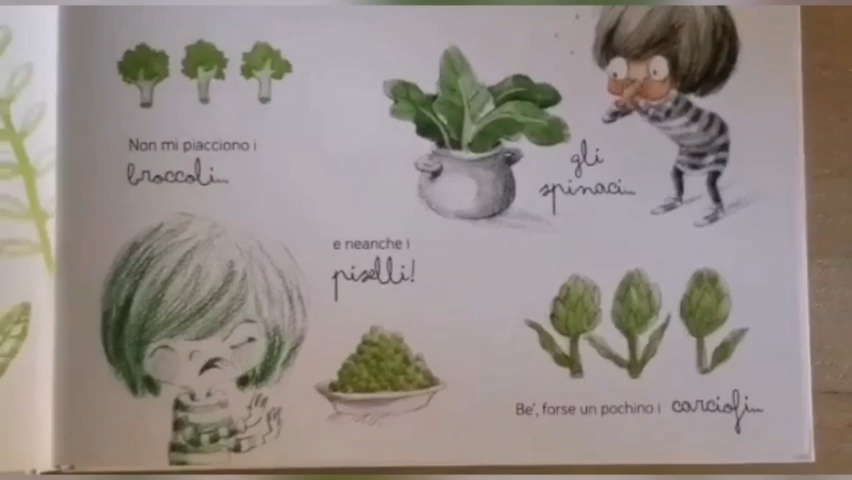 Non mi piacciono i
broccoli...
gli
spinaci...
e neanche i
piselli!
Be', forse un pochino i carciofi...